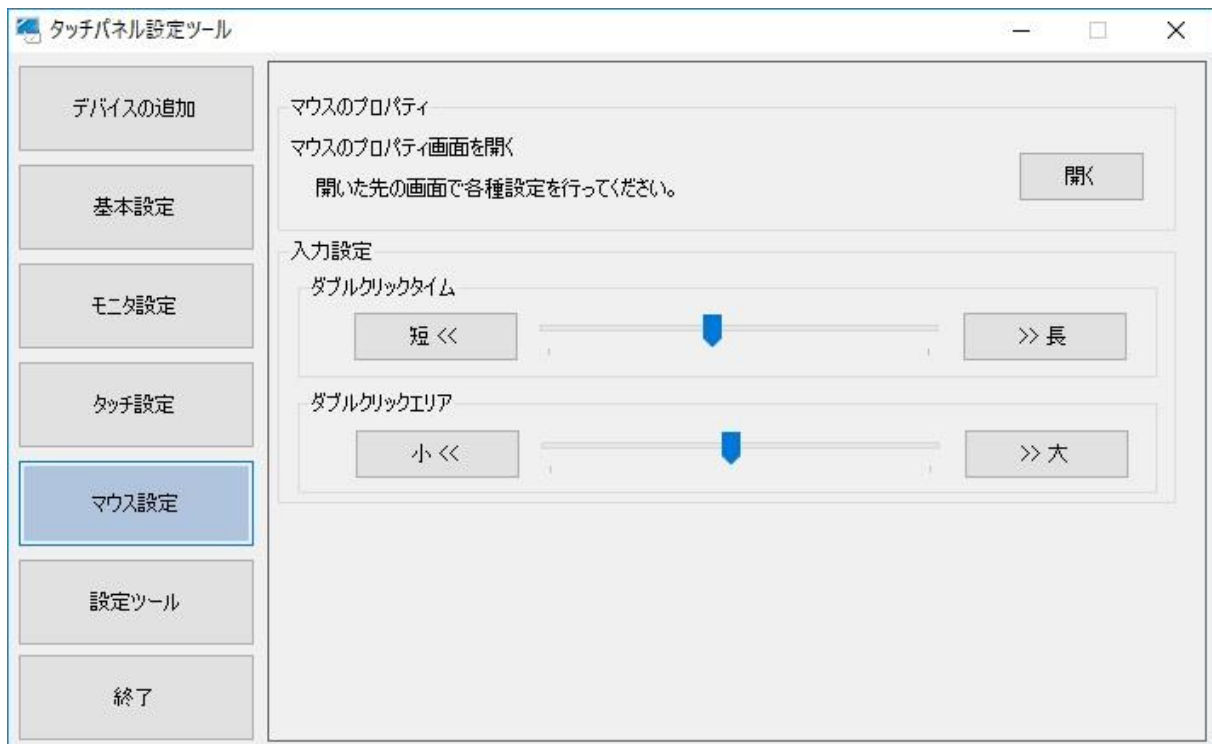 タッチパネル設定ツール
デバイスの追加
基本設定
モニタ設定
タッチ設定
マウス設定
設定ツール
終了
マウスのプロパティ
マウスのプロパティ画面を開く
開いた先の画面で各種設定を行ってください。
開く
入力設定
ダブルクリックタイム
短 <<
>> 長
ダブルクリックエリア
小 <<
>> 大